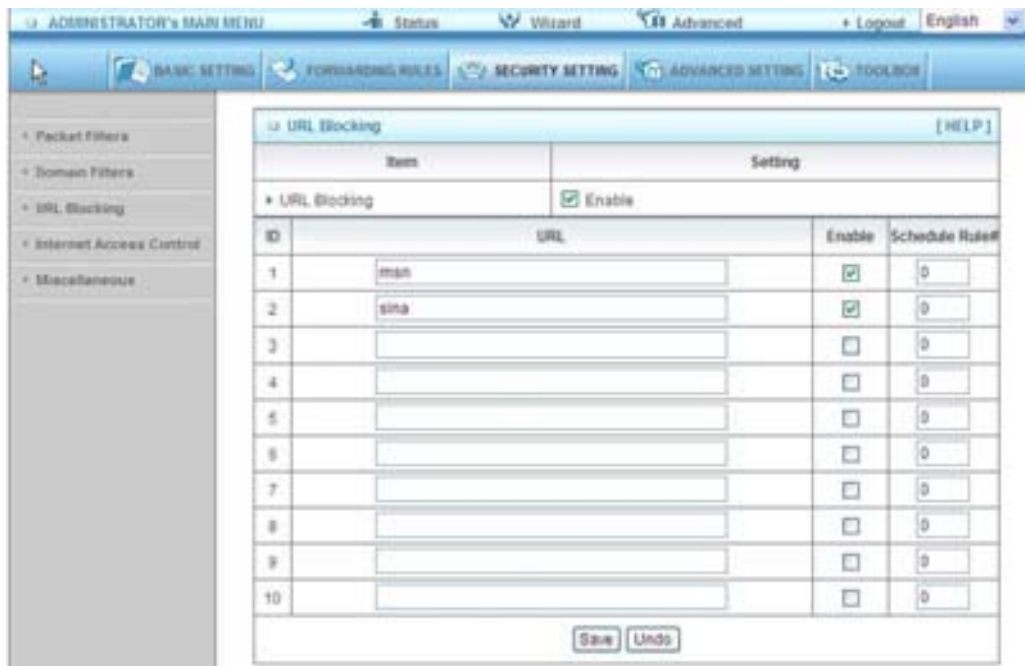 ADMINISTRATOR's MAIN MENU Status Wizard Advanced Logout English
BASIC SETTING FORWARDING RULES SECURITY SETTING ADVANCED SETTING TOOLBOX
Packet Filters
Domain Filters
URL Blocking
Internet Access Control
Miscellaneous
URL Blocking [HELP]
Item Setting
URL Blocking Enable
ID URL Enable Schedule Rule#
1 msn 0
2 sina 0
3 0
4 0
5 0
6 0
7 0
8 0
9 0
10 0
Save Undo